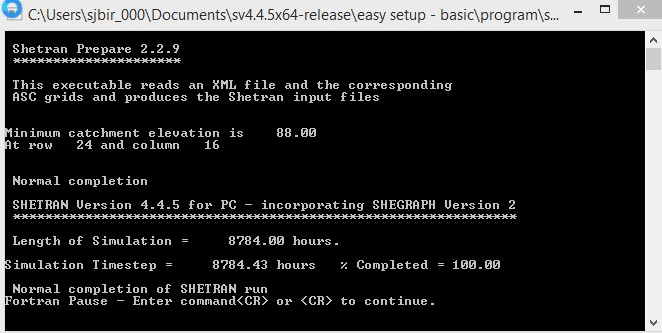 C:\Users\sjbir_000\Documents\sv4.4.5x64-release\easy setup - basic\program\s...
Shetran Prepare 2.2.9
*********************
This executable reads an XML file and the corresponding
ASC grids and produces the Shetran input files
Minimum catchment elevation is    88.00
At row   24 and column   16
Normal completion
SHETRAN Version 4.4.5 for PC - incorporating SHEGRAPH Version 2
***************************************************************
Length of Simulation =     8784.00 hours.
Simulation Timestep =     8784.43 hours   % Completed = 100.00
Normal completion of SHETRAN run
Fortran Pause - Enter command<CR> or <CR> to continue.